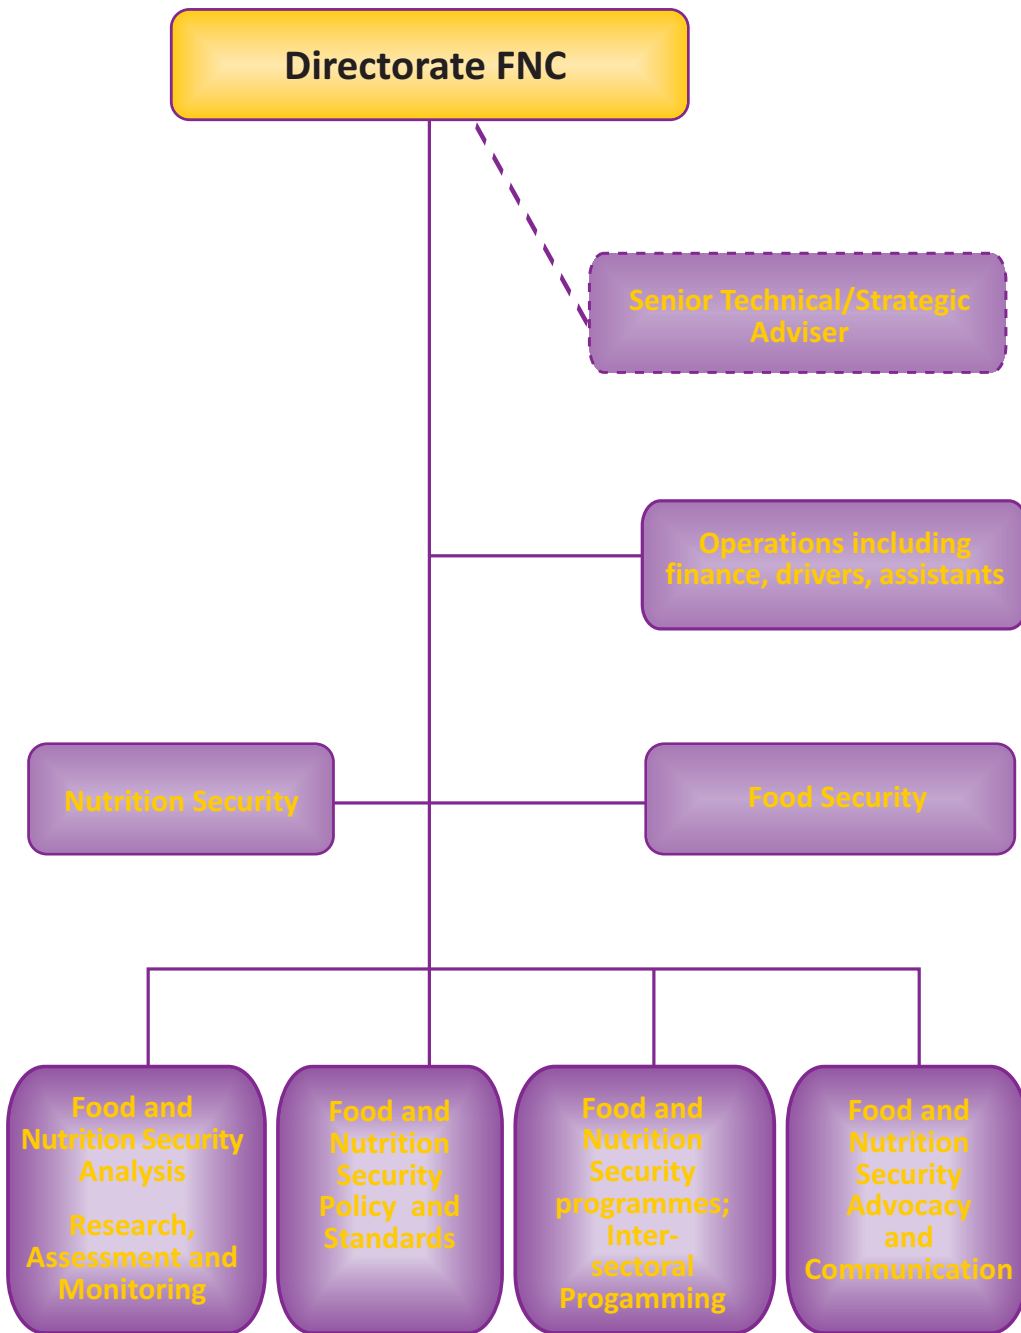 Directorate FNC
Senior Technical/Strategic
Adviser
Operations including
finance, drivers, assistants
Nutrition Security
Food Security
Food and
Nutrition Security
Analysis
Research,
Assessment and
Monitoring
Food and
Nutrition
Security
Policy and
Standards
Food and
Nutrition
Security
programmes;
Inter-
sectoral
Progamming
Food and
Nutrition
Security
Advocacy
and
Communication